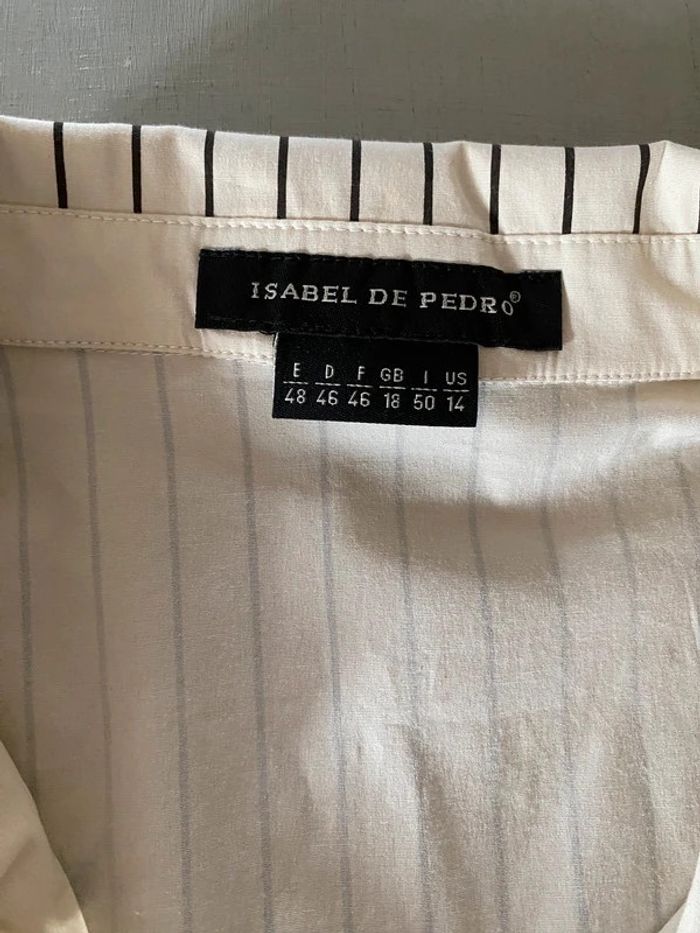 ISABEL DE PEDRO®
E D F GB I US
48 46 46 18 50 14